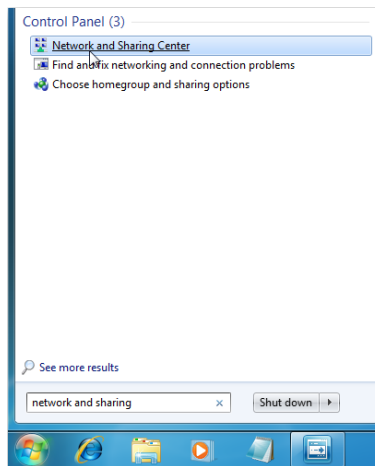 Control Panel (3)
Network and Sharing Center
Find and fix networking and connection problems
Choose homegroup and sharing options
See more results
network and sharing
Shut down